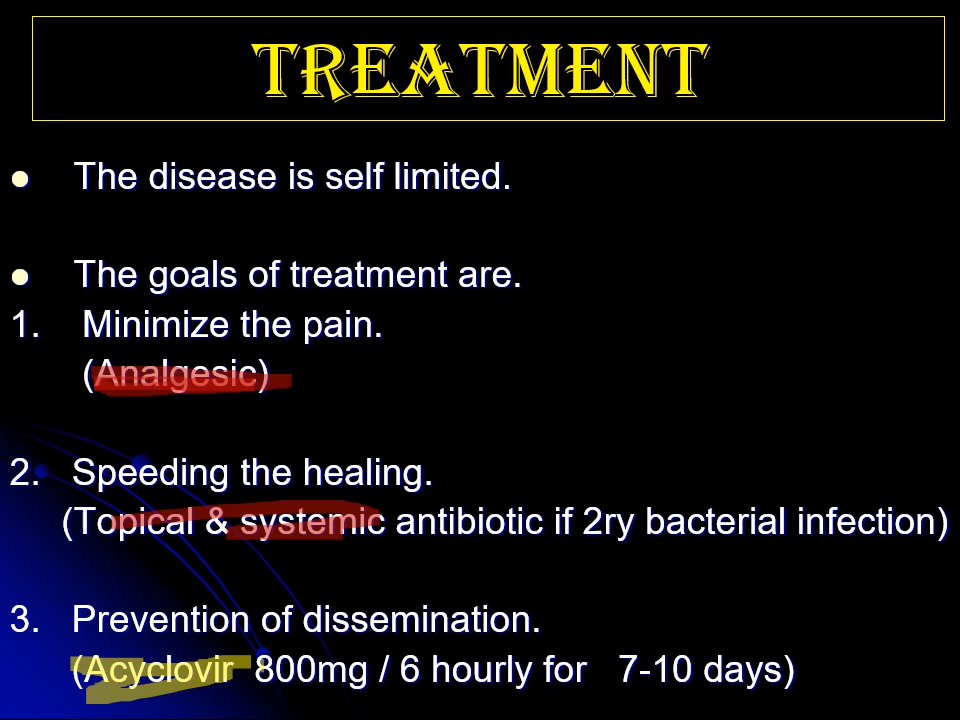 TREATMENT
The disease is self limited.
The goals of treatment are.
1. Minimize the pain.
(Analgesic)
2. Speeding the healing.
(Topical & systemic antibiotic if 2ry bacterial infection)
3. Prevention of dissemination.
(Acyclovir 800mg / 6 hourly for 7-10 days)